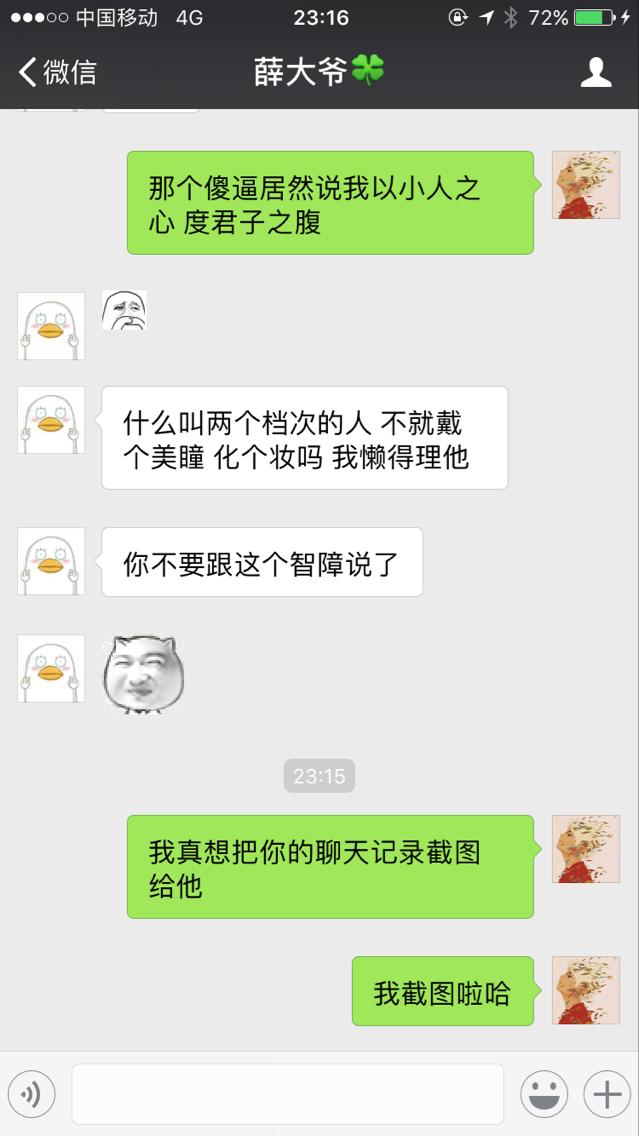 中国移动 4G 23:16 72%
微信 薛大爷🍀
那个傻逼居然说我以小人之
心 度君子之腹
什么叫两个档次的人 不就戴
个美瞳 化个妆吗 我懒得理他
你不要跟这个智障说了
23:15
我真想把你的聊天记录截图
给他
我截图啦哈